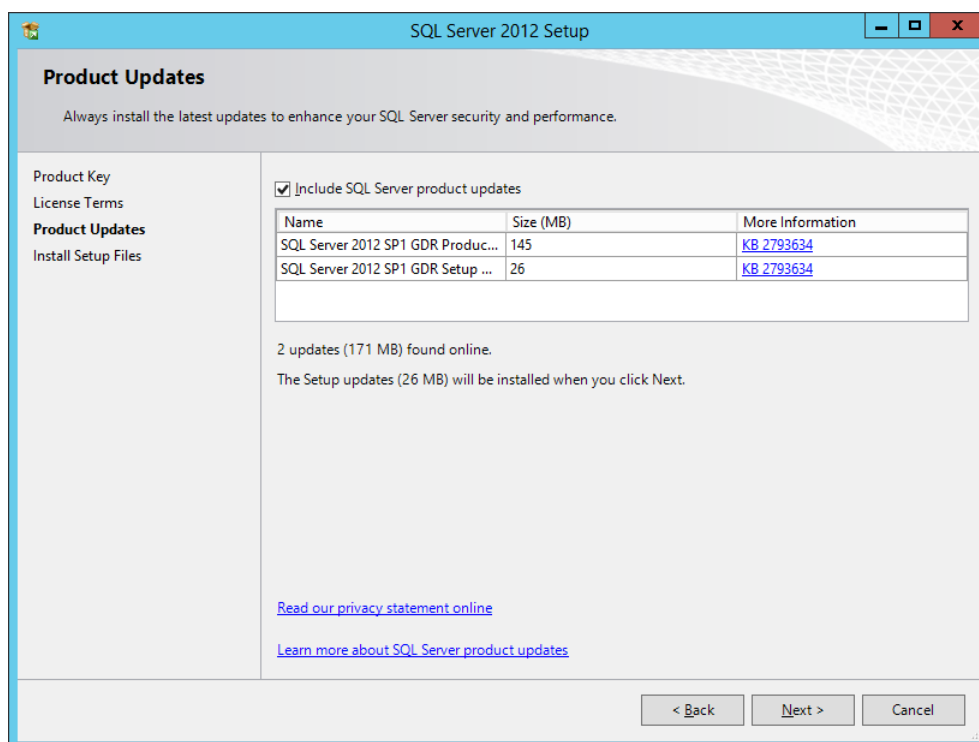 SQL Server 2012 Setup
Product Updates
Always install the latest updates to enhance your SQL Server security and performance.
Product Key
License Terms
Product Updates
Install Setup Files
Include SQL Server product updates
Name Size (MB) More Information
SQL Server 2012 SP1 GDR Produc... 145 KB 2793634
SQL Server 2012 SP1 GDR Setup ... 26 KB 2793634
2 updates (171 MB) found online.
The Setup updates (26 MB) will be installed when you click Next.
Read our privacy statement online
Learn more about SQL Server product updates
< Back Next > Cancel